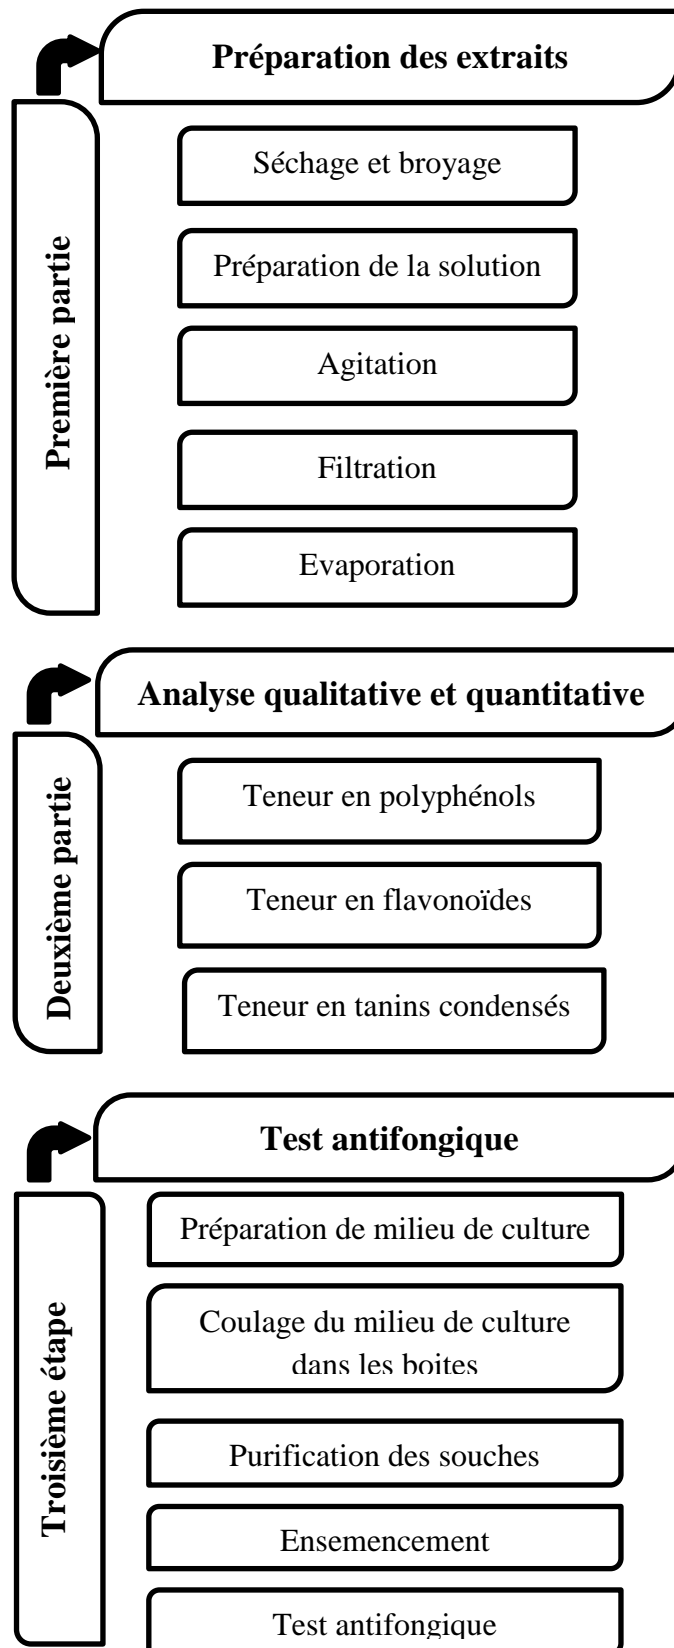 Préparation des extraits
Première partie
Séchage et broyage
Préparation de la solution
Agitation
Filtration
Evaporation
Analyse qualitative et quantitative
Deuxième partie
Teneur en polyphénols
Teneur en flavonoïdes
Teneur en tanins condensés
Test antifongique
Troisième étape
Préparation de milieu de culture
Coulage du milieu de culture
dans les boites
Purification des souches
Ensemencement
Test antifongique